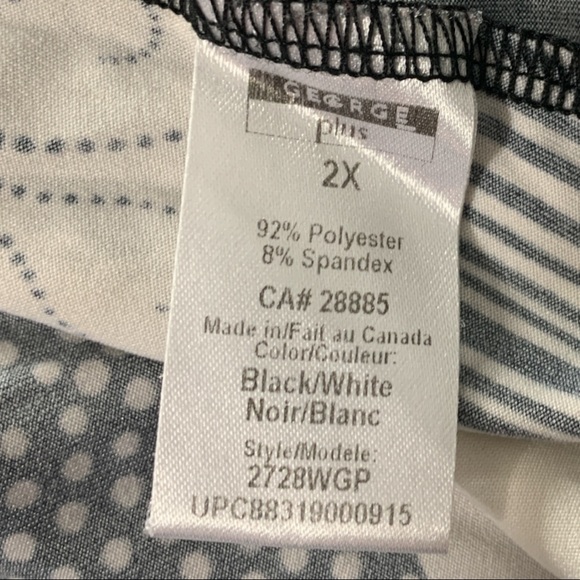 GEORGE
plus
2X
92% Polyester
8% Spandex
CA# 28885
Made in/Fait au Canada
Color/Couleur:
Black/White
Noir/Blanc
Style/Modele:
2728WGP
UPC88319000915